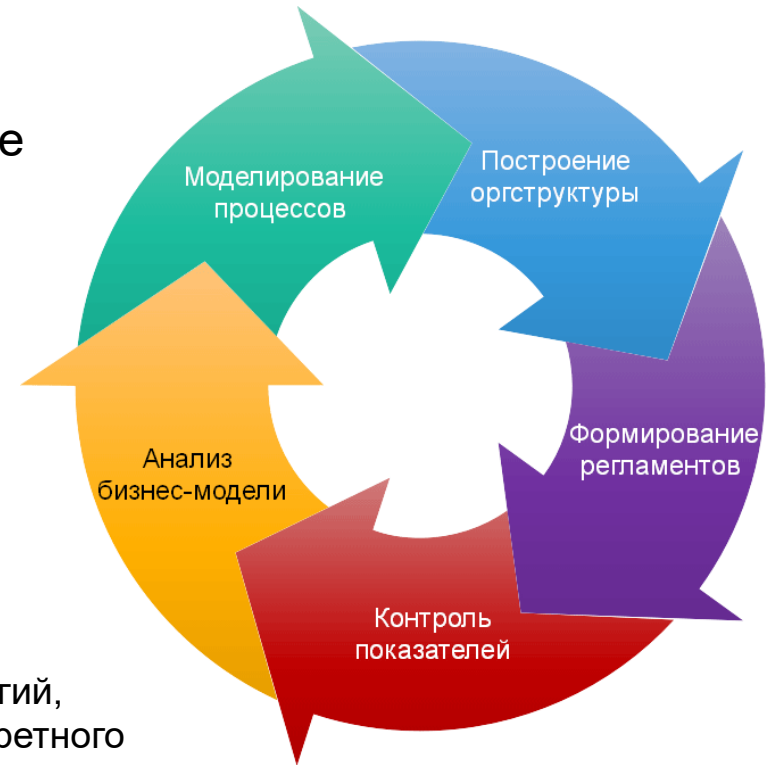 е
Моделирование
процессов
Построение
оргструктуры
Формирование
регламентов
Контроль
показателей
Анализ
бизнес-модели
тий,
ретного